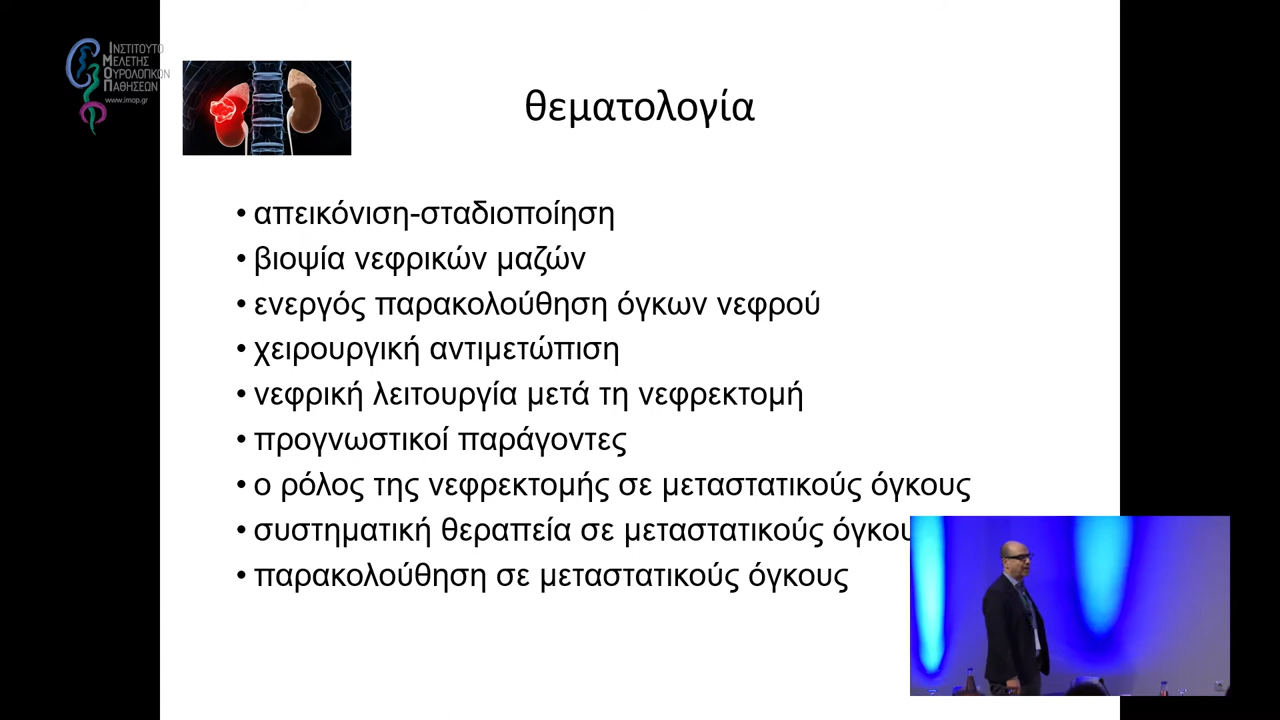 ΙΝΣΤΙΤΟΥΤΟ
ΜΕΛΕΤΗΣ
ΟΥΡΟΛΟΓΙΚΩΝ
ΠΑΘΗΣΕΩΝ
www.imop.gr
θεματολογία
• απεικόνιση-σταδιοποίηση
• βιοψία νεφρικών μαζών
• ενεργός παρακολούθηση όγκων νεφρού
• χειρουργική αντιμετώπιση
• νεφρική λειτουργία μετά τη νεφρεκτομή
• προγνωστικοί παράγοντες
• ο ρόλος της νεφρεκτομής σε μεταστατικούς όγκους
• συστηματική θεραπεία σε μεταστατικούς
• παρακολούθηση σε μεταστατικούς όγκους